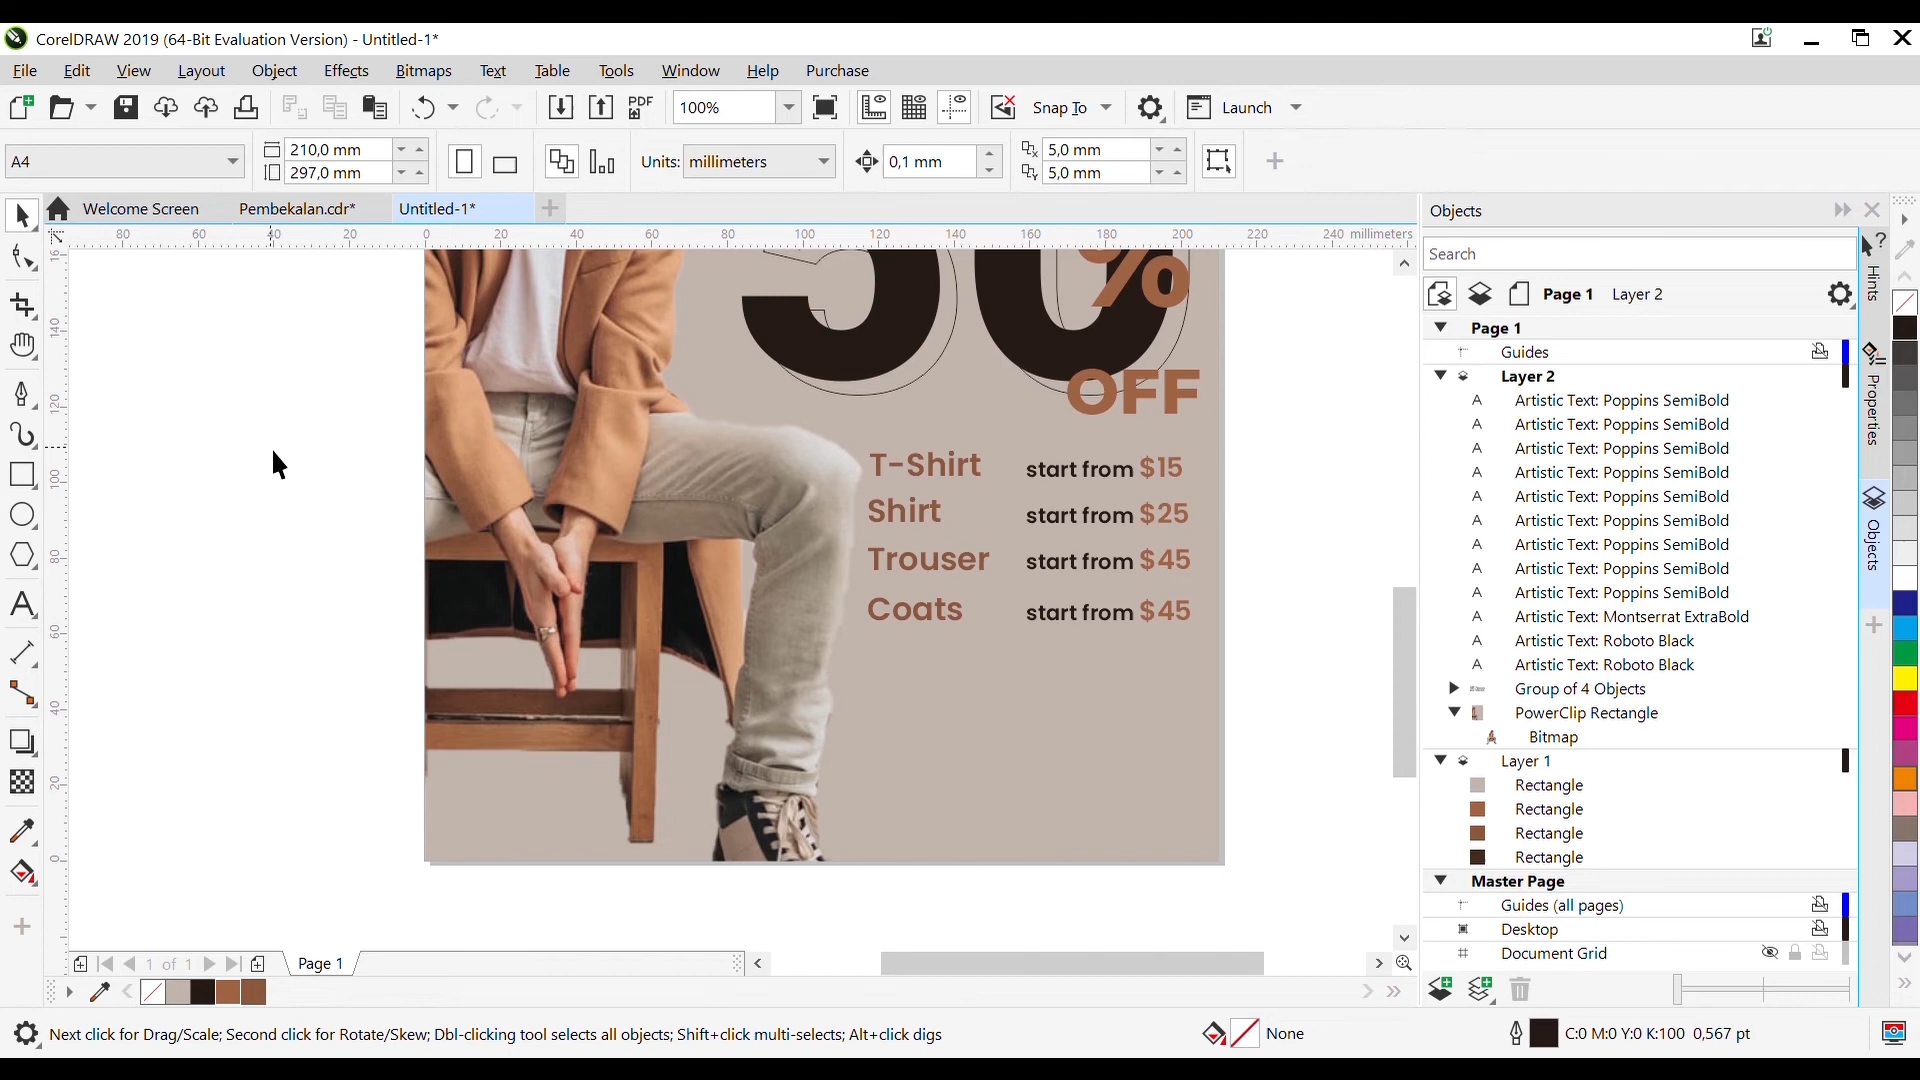 CorelDRAW 2019 (64-Bit Evaluation Version) - Untitled-1*
File Edit View Layout Object Effects Bitmaps Text Table Tools Window Help Purchase
PDF 100% Snap To Launch
A4 210,0 mm 297,0 mm Units: millimeters 0,1 mm 5,0 mm 5,0 mm
Welcome Screen Pembekalan.cdr* Untitled-1*
80 60 40 20 0 20 40 60 80 100 120 140 160 180 200 220 240 millimeters
140
120
100
80
60
40
20
0
50
%
OFF
T-Shirt start from $15
Shirt start from $25
Trouser start from $45
Coats start from $45
1 of 1 Page 1
Objects
Search
Page 1 Layer 2
Page 1
Guides
Layer 2
Artistic Text: Poppins SemiBold
Artistic Text: Poppins SemiBold
Artistic Text: Poppins SemiBold
Artistic Text: Poppins SemiBold
Artistic Text: Poppins SemiBold
Artistic Text: Poppins SemiBold
Artistic Text: Poppins SemiBold
Artistic Text: Poppins SemiBold
Artistic Text: Poppins SemiBold
Artistic Text: Montserrat ExtraBold
Artistic Text: Roboto Black
Artistic Text: Roboto Black
Group of 4 Objects
PowerClip Rectangle
Bitmap
Layer 1
Rectangle
Rectangle
Rectangle
Rectangle
Master Page
Guides (all pages)
Desktop
Document Grid
Hints
Properties
Objects
Next click for Drag/Scale; Second click for Rotate/Skew; Dbl-clicking tool selects all objects; Shift+click multi-selects; Alt+click digs
None
C:0 M:0 Y:0 K:100 0,567 pt